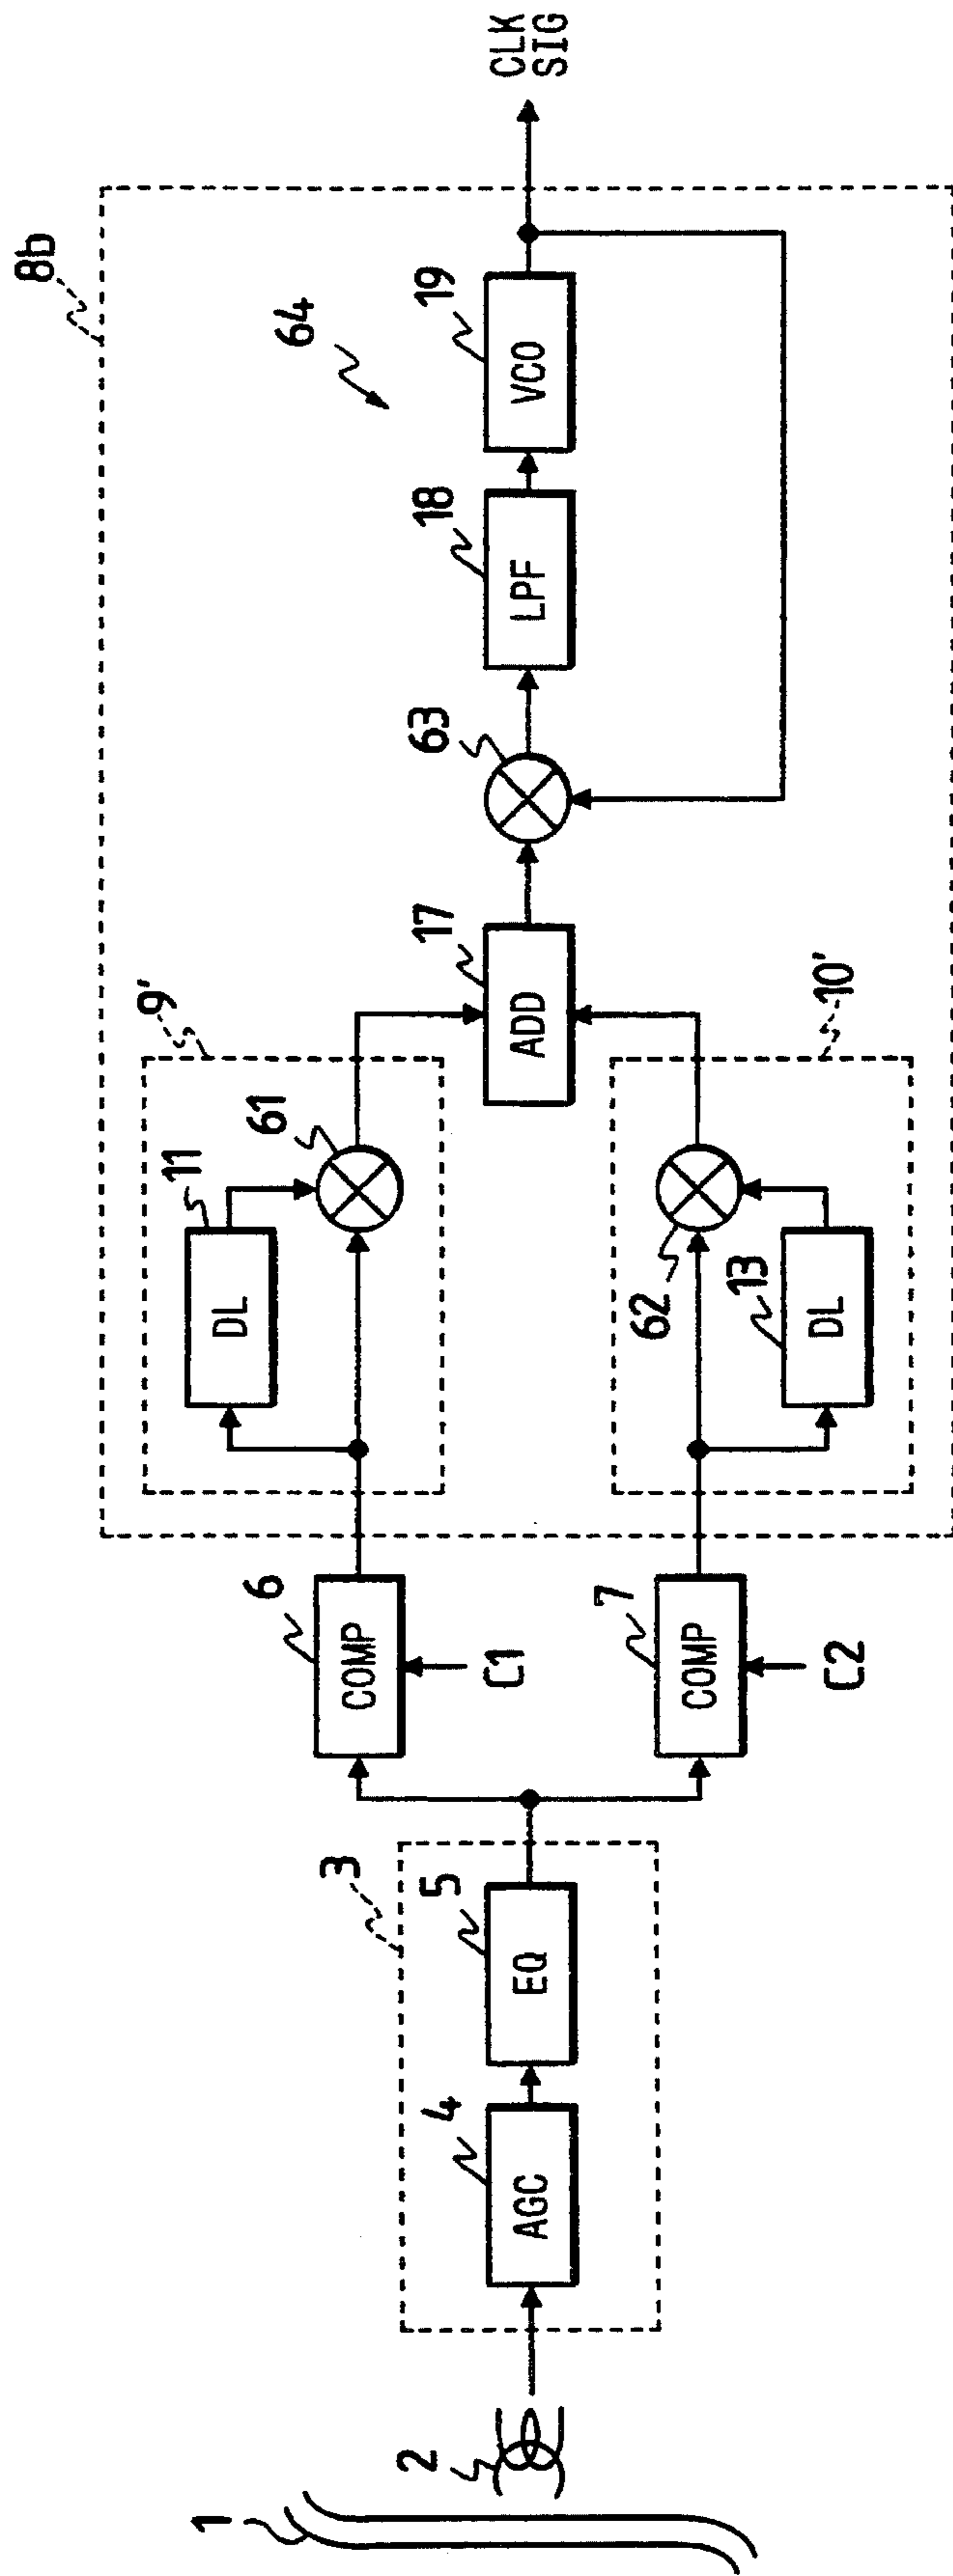 1
2
3
4
AGC
5
EQ
6
COMP
C1
7
COMP
C2
8b
9'
11
DL
61
62
13
DL
10'
17
ADD
63
18
LPF
64
19
VCO
CLK
SIG